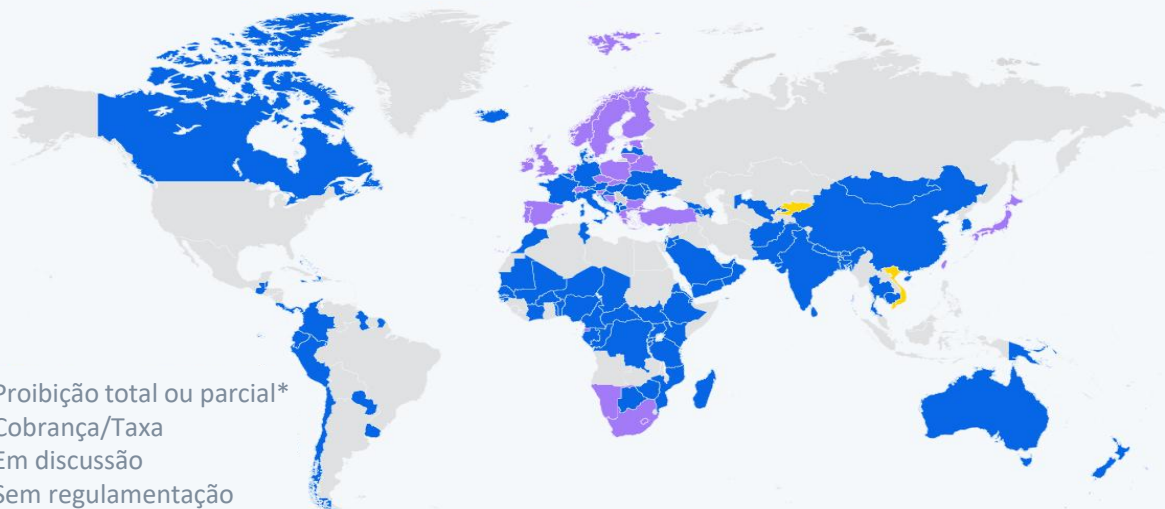 Proibição total ou parcial*
Cobrança/Taxa
Em discussão
Sem regulamentação